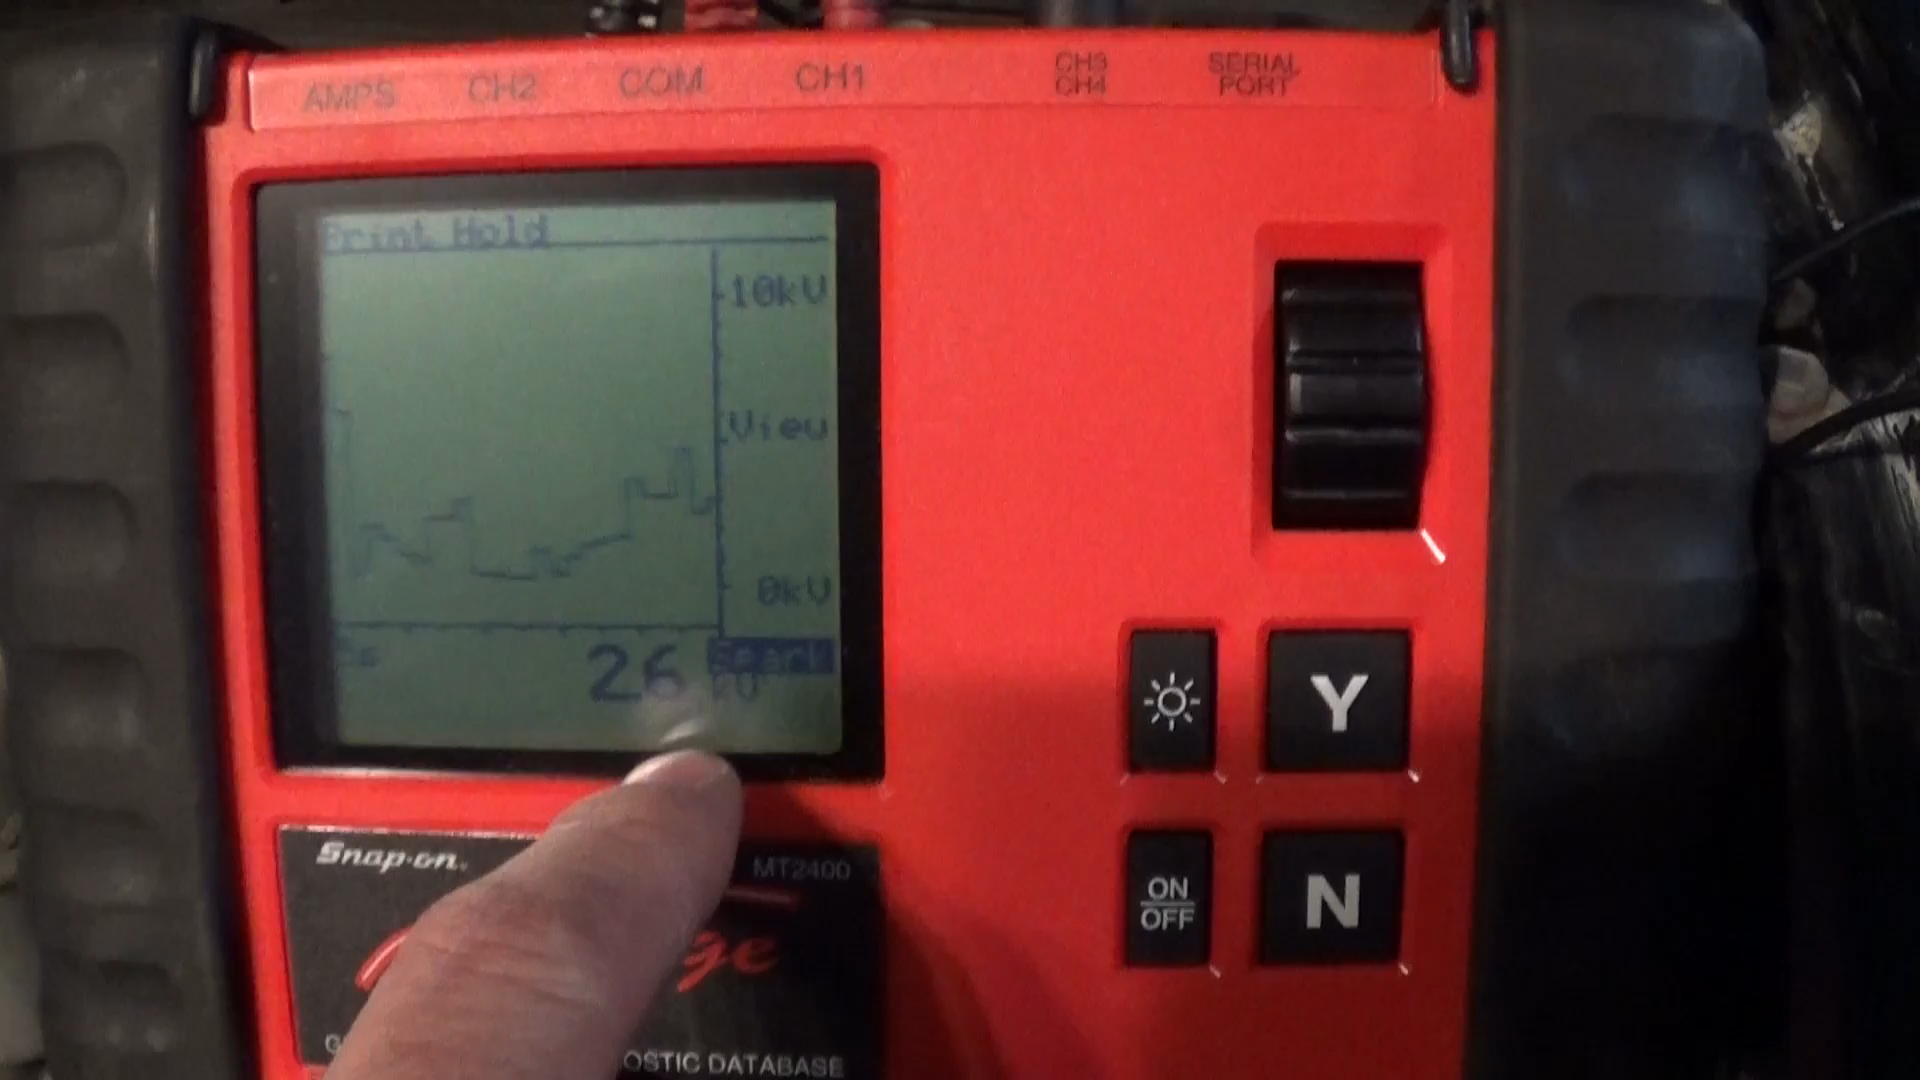 AMPS CH2 COM CH1 CH3 SERIAL
CH4 PORT
Print Hold
10kV
View
0kV
26 Spark
Y
Snap-on
MT2400
ON
OFF
N
OSTIC DATABASE